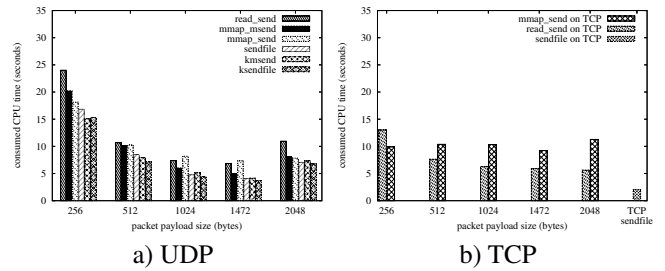 consumed CPU time (seconds)
35
30
25
20
15
10
5
0
read_send
mmap_msend
mmap_send
sendfile
kmsend
ksendfile
256
512
1024
1472
2048
packet payload size (bytes)
a) UDP
consumed CPU time (seconds)
35
30
25
20
15
10
5
0
mmap_send on TCP
read_send on TCP
sendfile on TCP
256
512
1024
1472
2048
TCP
sendfile
packet payload size (bytes)
b) TCP